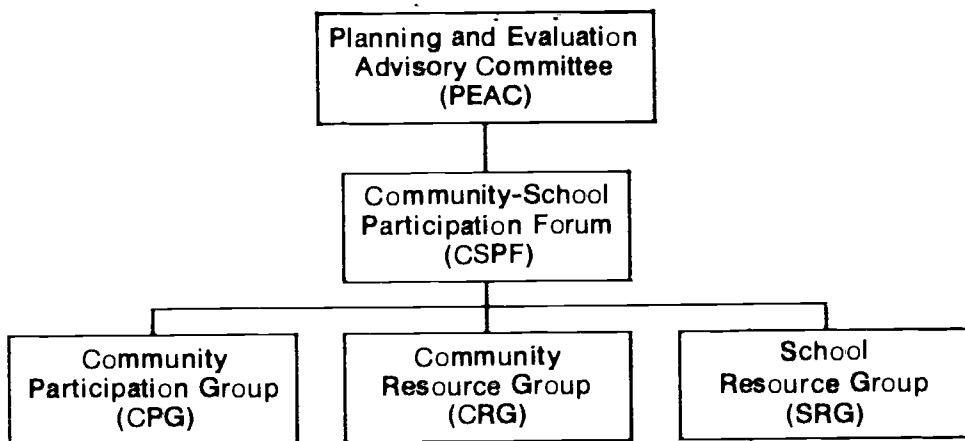 Planning and Evaluation
Advisory Committee
(PEAC)
Community-School
Participation Forum
(CSPF)
Community
Participation Group
(CPG)
Community
Resource Group
(CRG)
School
Resource Group
(SRG)